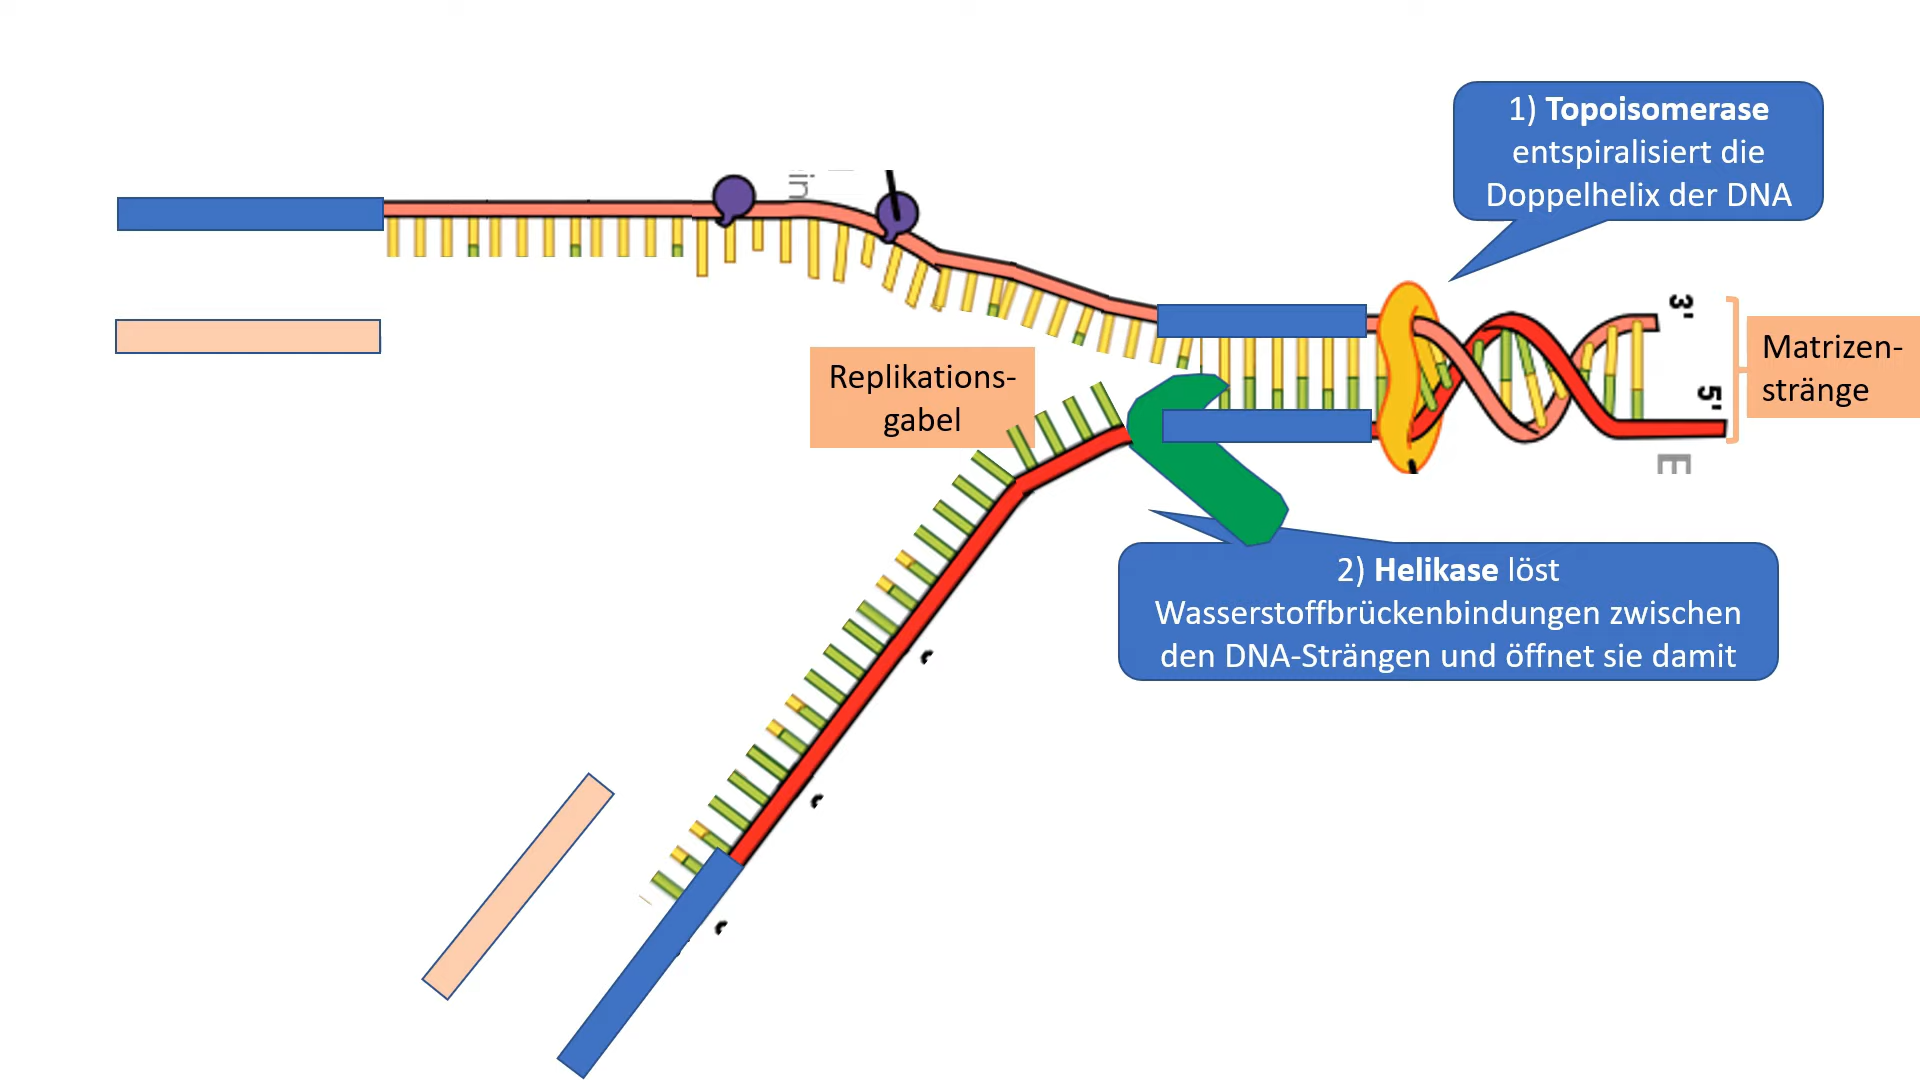 1) Topoisomerase
entspiralisiert die
Doppelhelix der DNA
in
3'
Matrizen-
stränge
5'
Replikations-
gabel
E
2) Helikase löst
Wasserstoffbrückenbindungen zwischen
den DNA-Strängen und öffnet sie damit